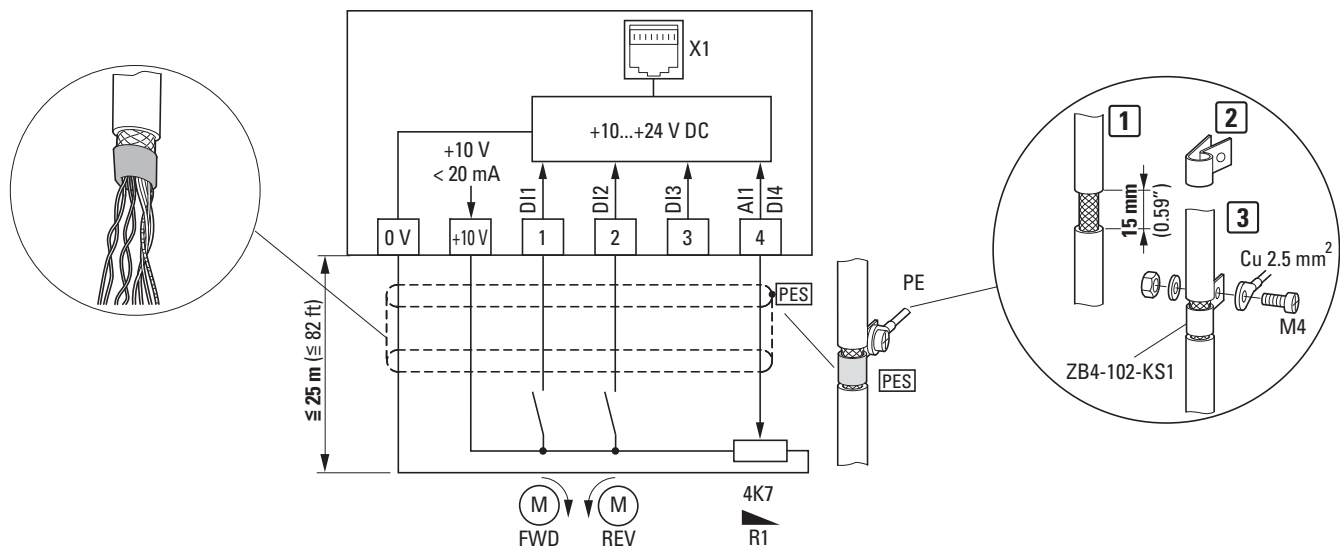 X1
+10...+24 V DC
+10 V
< 20 mA
DI1
DI2
DI3
AI1
DI4
0 V
+10 V
1
2
3
4
≦ 25 m (≦ 82 ft)
PES
M
FWD
M
REV
4K7
R1
PE
PES
1
2
15 mm
(0.59″)
3
Cu 2.5 mm²
M4
ZB4-102-KS1